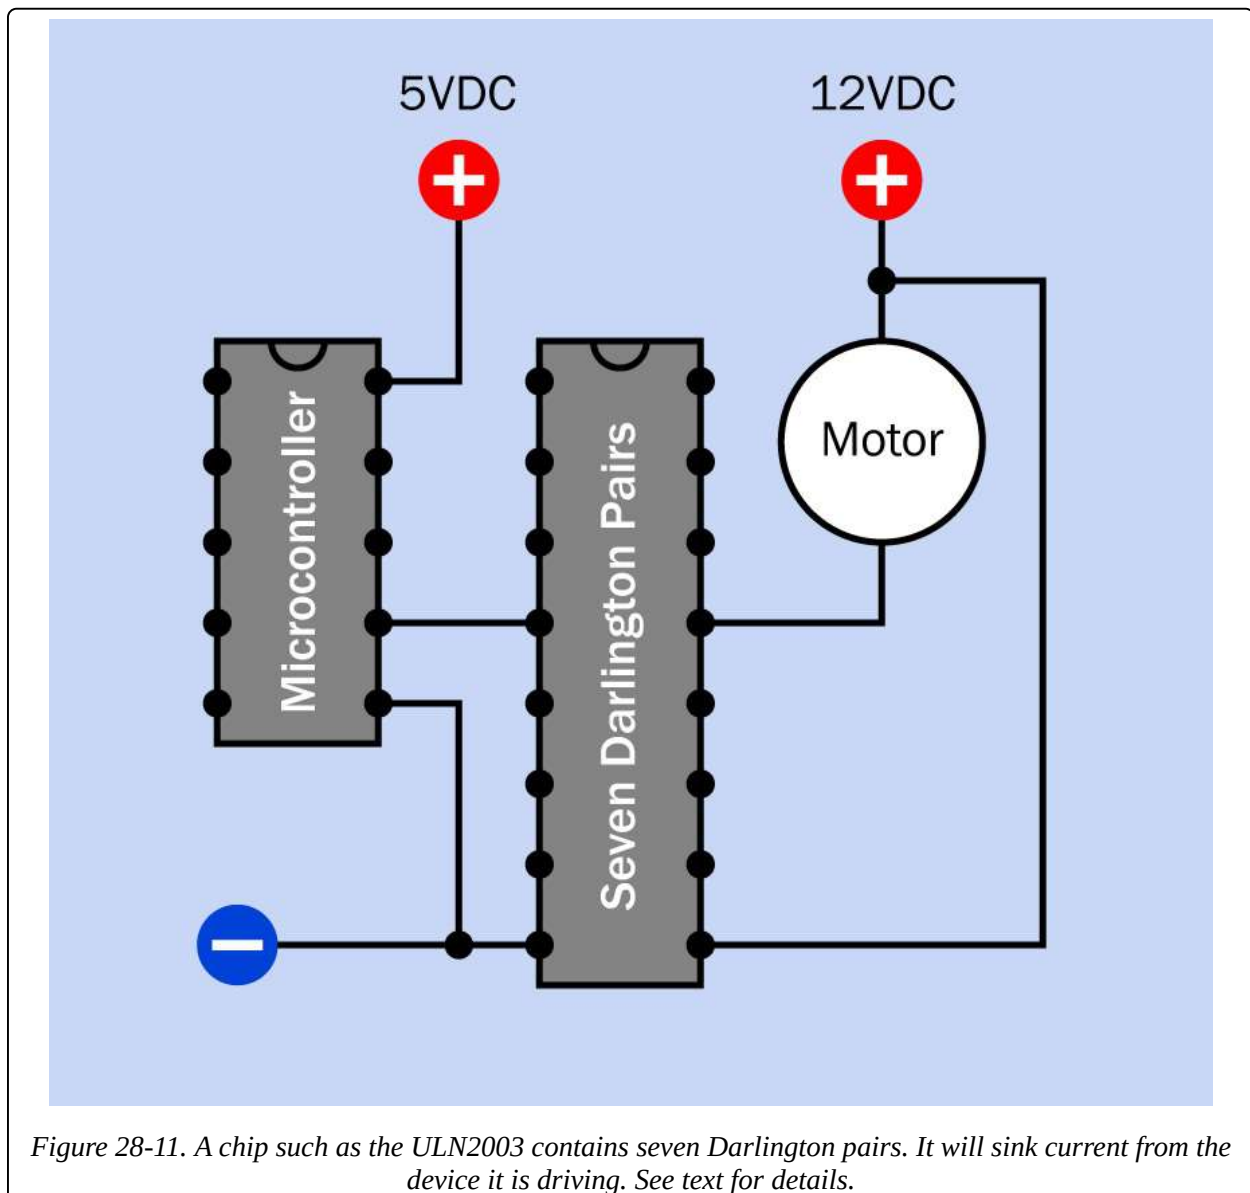 5VDC 12VDC
Microcontroller
Seven Darlington Pairs
Motor
Figure 28-11. A chip such as the ULN2003 contains seven Darlington pairs. It will sink current from the
device it is driving. See text for details.